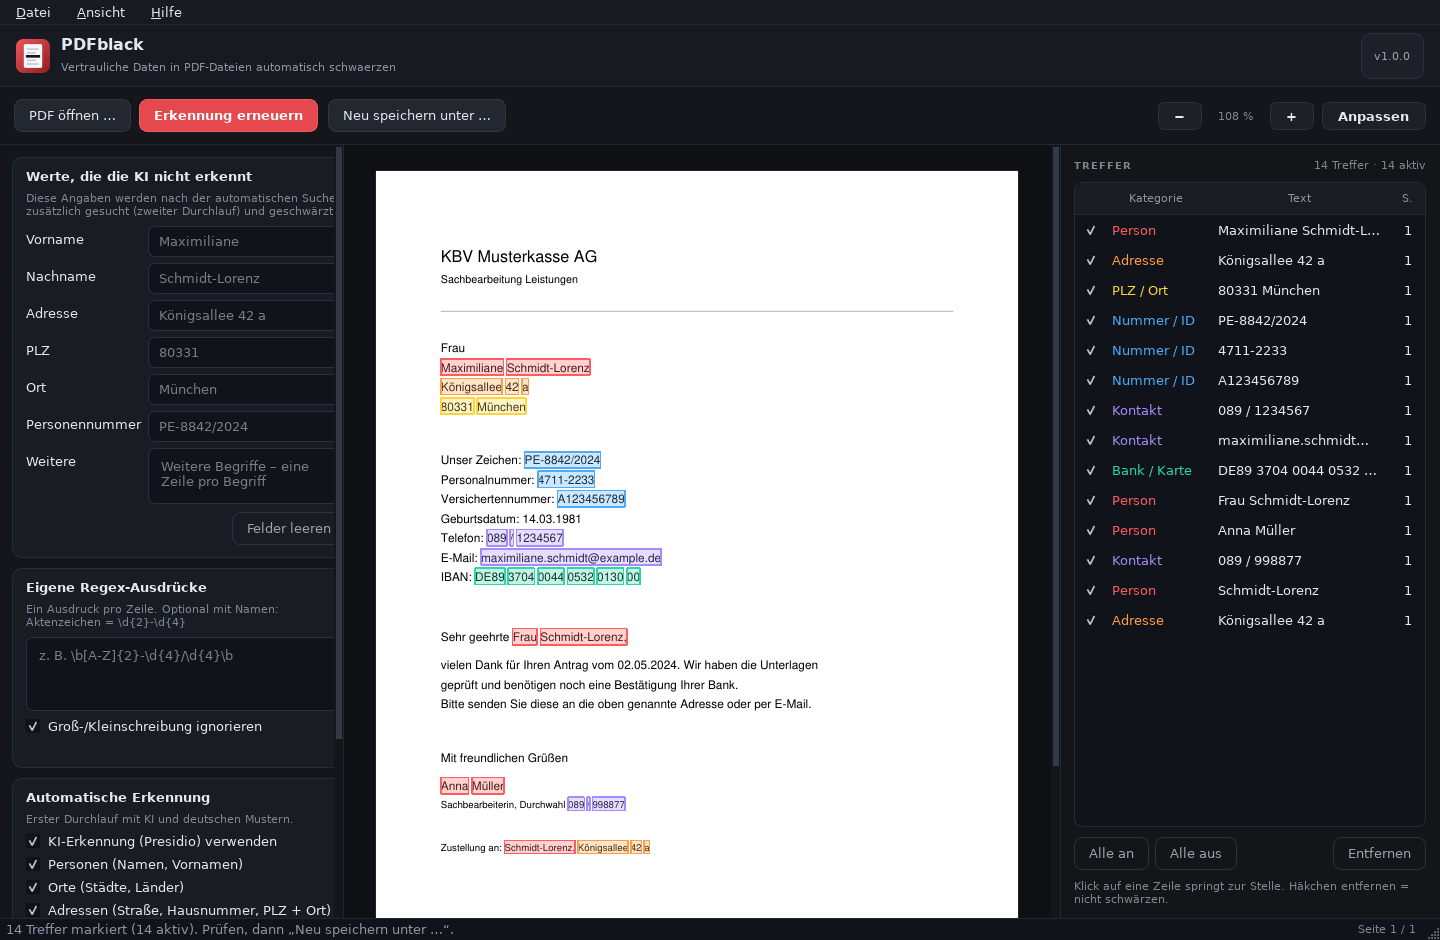 Datei Ansicht Hilfe
PDFblack
Vertrauliche Daten in PDF-Dateien automatisch schwaerzen
v1.0.0
PDF öffnen ... Erkennung erneuern Neu speichern unter ... − 108 % + Anpassen
Werte, die die KI nicht erkennt
Diese Angaben werden nach der automatischen Suche
zusätzlich gesucht (zweiter Durchlauf) und geschwärzt
Vorname Maximiliane
Nachname Schmidt-Lorenz
Adresse Königsallee 42 a
PLZ 80331
Ort München
Personennummer PE-8842/2024
Weitere Weitere Begriffe – eine
Zeile pro Begriff
Felder leeren
Eigene Regex-Ausdrücke
Ein Ausdruck pro Zeile. Optional mit Namen:
Aktenzeichen = \d{2}-\d{4}
z. B. \b[A-Z]{2}-\d{4}/\d{4}\b
Groß-/Kleinschreibung ignorieren
Automatische Erkennung
Erster Durchlauf mit KI und deutschen Mustern.
KI-Erkennung (Presidio) verwenden
Personen (Namen, Vornamen)
Orte (Städte, Länder)
Adressen (Straße, Hausnummer, PLZ + Ort)
KBV Musterkasse AG
Sachbearbeitung Leistungen
Frau
Maximiliane Schmidt-Lorenz
Königsallee 42 a
80331 München
Unser Zeichen: PE-8842/2024
Personalnummer: 4711-2233
Versichertennummer: A123456789
Geburtsdatum: 14.03.1981
Telefon: 089 / 1234567
E-Mail: maximiliane.schmidt@example.de
IBAN: DE89 3704 0044 0532 0130 00
Sehr geehrte Frau Schmidt-Lorenz,
vielen Dank für Ihren Antrag vom 02.05.2024. Wir haben die Unterlagen
geprüft und benötigen noch eine Bestätigung Ihrer Bank.
Bitte senden Sie diese an die oben genannte Adresse oder per E-Mail.
Mit freundlichen Grüßen
Anna Müller
Sachbearbeiterin, Durchwahl 089 / 998877
Zustellung an: Schmidt-Lorenz, Königsallee 42 a
TREFFER 14 Treffer · 14 aktiv
Kategorie Text S.
Person Maximiliane Schmidt-L... 1
Adresse Königsallee 42 a 1
PLZ / Ort 80331 München 1
Nummer / ID PE-8842/2024 1
Nummer / ID 4711-2233 1
Nummer / ID A123456789 1
Kontakt 089 / 1234567 1
Kontakt maximiliane.schmidt... 1
Bank / Karte DE89 3704 0044 0532 ... 1
Person Frau Schmidt-Lorenz 1
Person Anna Müller 1
Kontakt 089 / 998877 1
Person Schmidt-Lorenz 1
Adresse Königsallee 42 a 1
Alle an Alle aus Entfernen
Klick auf eine Zeile springt zur Stelle. Häkchen entfernen =
nicht schwärzen.
14 Treffer markiert (14 aktiv). Prüfen, dann „Neu speichern unter ...“. Seite 1 / 1